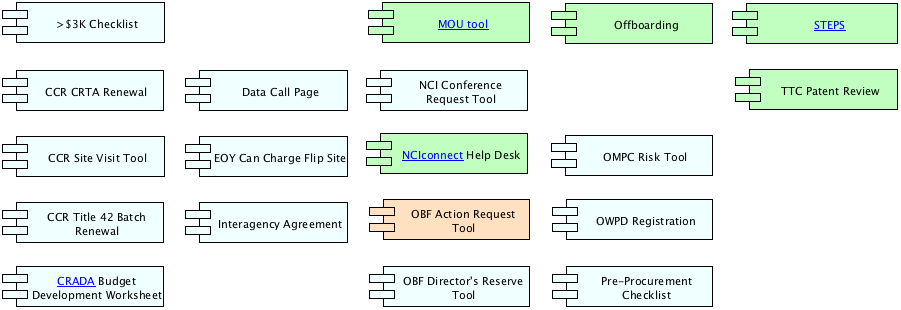 >$3K Checklist
MOU tool
Offboarding
STEPS
CCR CRTA Renewal
Data Call Page
NCI Conference
Request Tool
TTC Patent Review
CCR Site Visit Tool
EOY Can Charge Flip Site
NCIconnect Help Desk
OMPC Risk Tool
CCR Title 42 Batch
Renewal
Interagency Agreement
OBF Action Request
Tool
OWPD Registration
CRADA Budget
Development Worksheet
OBF Director's Reserve
Tool
Pre-Procurement
Checklist